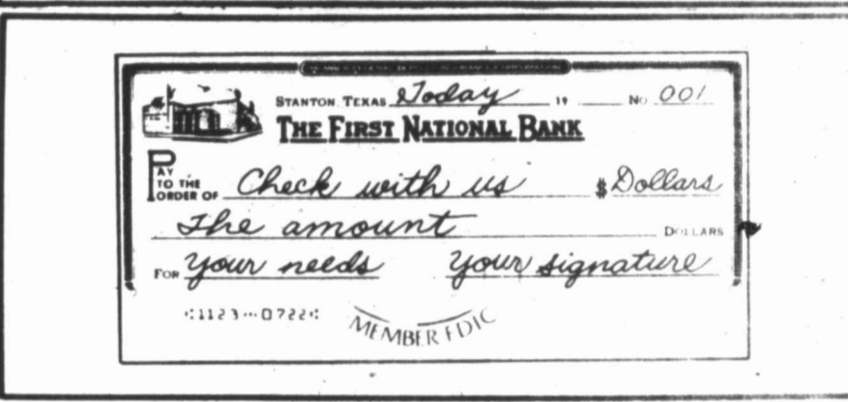 STANTON, TEXAS Today 19 No. 001
THE FIRST NATIONAL BANK
PAY TO THE ORDER OF Check with us $ Dollars
The amount DOLLARS
FOR Your needs Your signature
⑆1123⑉0722⑆
MEMBER FDIC